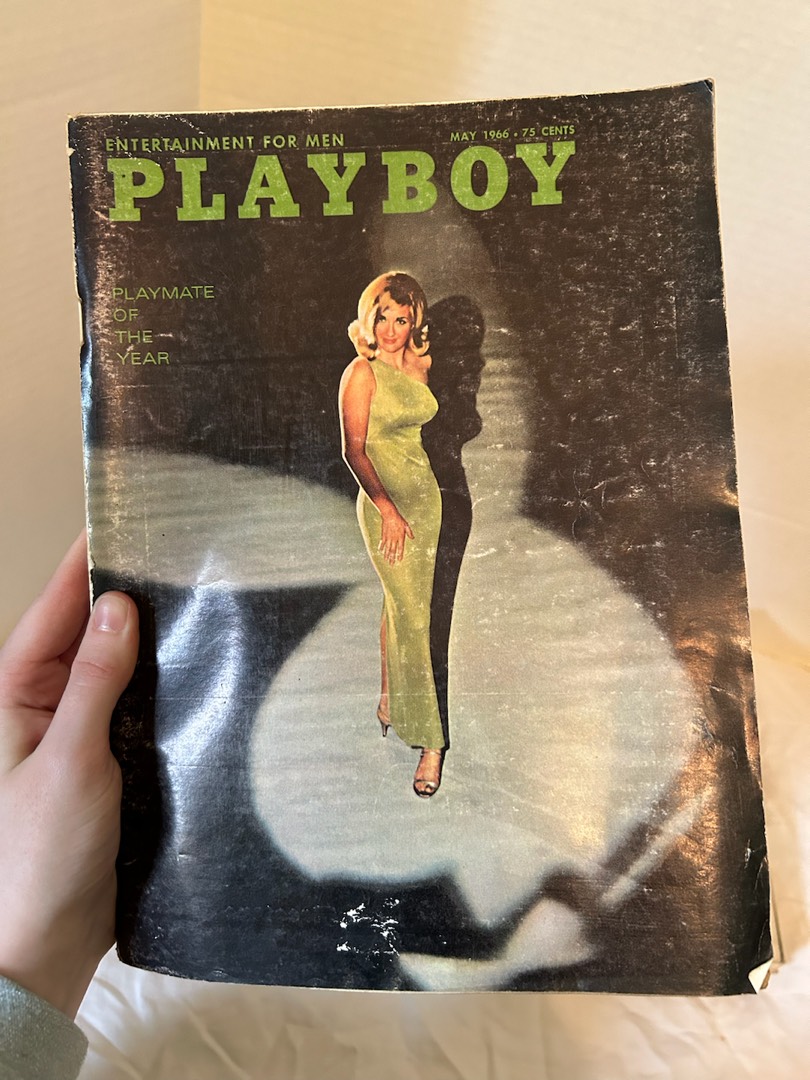 ENTERTAINMENT FOR MEN
MAY 1966 • 75 CENTS
PLAYBOY
PLAYMATE
OF
THE
YEAR